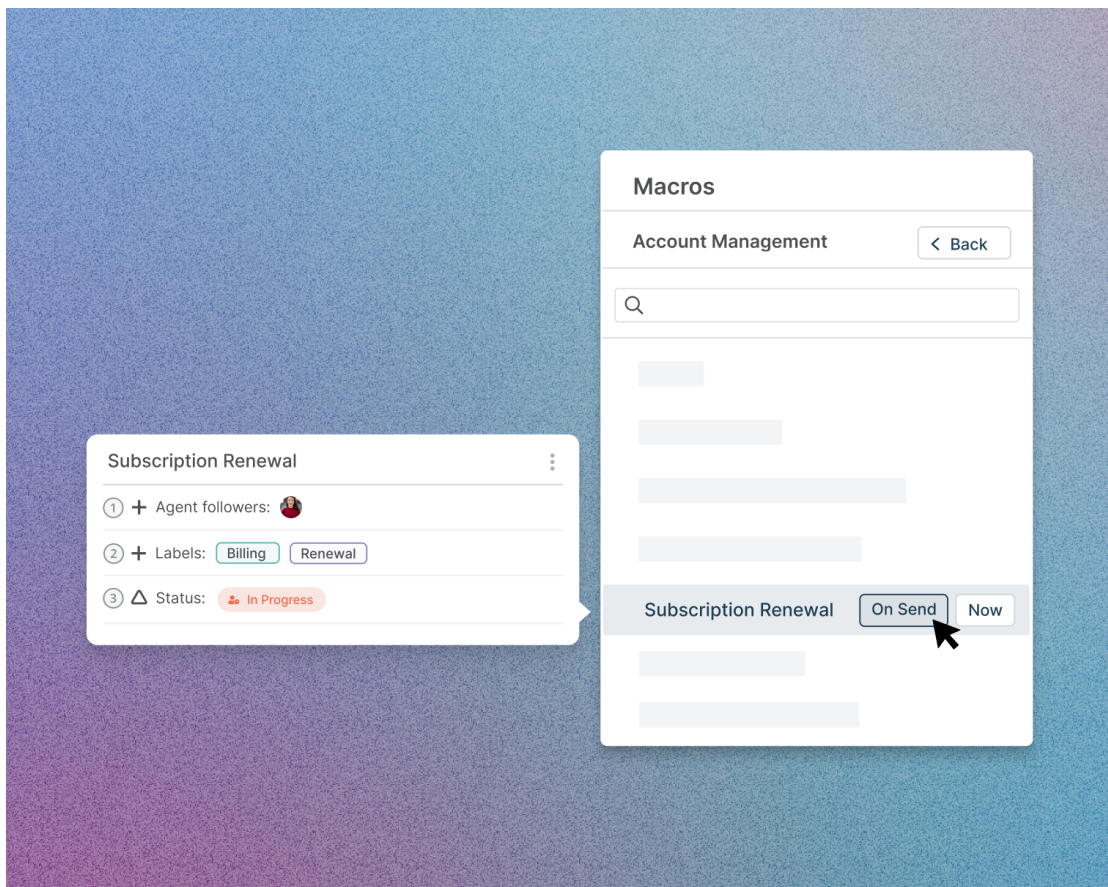 Macros
Account Management
Back
Subscription Renewal
1 Agent followers:
2 Labels: Billing Renewal
3 Status: In Progress
Subscription Renewal On Send Now